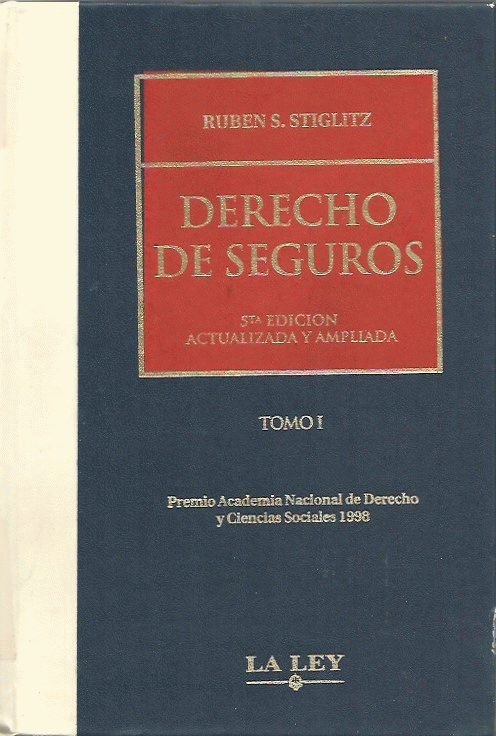 RUBEN S. STIGLITZ
DERECHO
DE SEGUROS
5TA EDICION
ACTUALIZADA Y AMPLIADA
TOMO I
Premio Academia Nacional de Derecho
y Ciencias Sociales 1998
LA LEY